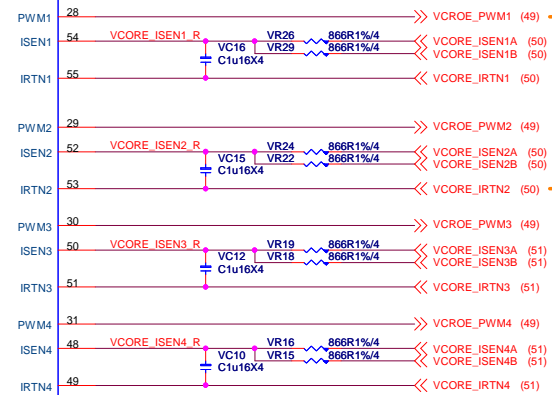 PWM1 28 VCROE_PWM1 (49)
ISEN1 54 VCORE_ISEN1_R VR26 866R1%/4 VCORE_ISEN1A (50)
VC16 VR29 866R1%/4 VCORE_ISEN1B (50)
C1u16X4
IRTN1 55 VCORE_IRTN1 (50)
PWM2 29 VCROE_PWM2 (49)
ISEN2 52 VCORE_ISEN2_R VR24 866R1%/4 VCORE_ISEN2A (50)
VC15 VR22 866R1%/4 VCORE_ISEN2B (50)
C1u16X4
IRTN2 53 VCORE_IRTN2 (50)
PWM3 30 VCROE_PWM3 (49)
ISEN3 50 VCORE_ISEN3_R VR19 866R1%/4 VCORE_ISEN3A (51)
VC12 VR18 866R1%/4 VCORE_ISEN3B (51)
C1u16X4
IRTN3 51 VCORE_IRTN3 (51)
PWM4 31 VCROE_PWM4 (49)
ISEN4 48 VCORE_ISEN4_R VR16 866R1%/4 VCORE_ISEN4A (51)
VC10 VR15 866R1%/4 VCORE_ISEN4B (51)
C1u16X4
IRTN4 49 VCORE_IRTN4 (51)